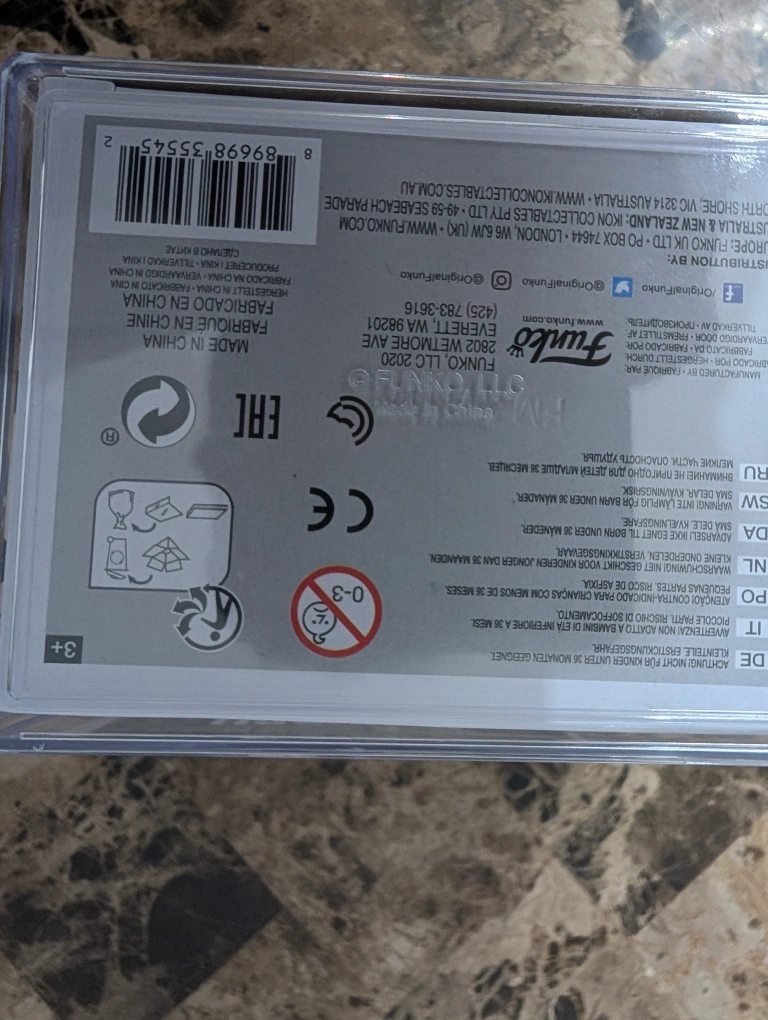 DE
ACHTUNG! NICHT FÜR KINDER UNTER 36 MONATEN GEEIGNET.
KLEINTEILE. ERSTICKUNGSGEFAHR.
IT
AVVERTENZA! NON ADATTO A BAMBINI DI ETÀ INFERIORE A 36 MESI.
PICCOLE PARTI. RISCHIO DI SOFFOCAMENTO.
PO
ATENÇÃO! CONTRA-INDICADO PARA CRIANÇAS COM MENOS DE 36 MESES.
PEQUENAS PARTES. RISCO DE ASFIXIA.
NL
WAARSCHUWING! NIET GESCHIKT VOOR KINDEREN JONGER DAN 36 MAANDEN.
KLEINE ONDERDELEN. VERSTIKKINGSGEVAAR.
DA
ADVARSEL! IKKE EGNET TIL BØRN UNDER 36 MÅNEDER.
SMÅ DELE. KVÆLNINGSFARE.
SW
VARNING! INTE LÄMPLIG FÖR BARN UNDER 36 MÅNADER.
SMÅ DELAR. KVÄVNINGSRISK.
RU
ВНИМАНИЕ! НЕ ПРИГОДНО ДЛЯ ДЕТЕЙ МЛАДШЕ 36 МЕСЯЦЕВ.
МЕЛКИЕ ЧАСТИ. ОПАСНОСТЬ УДУШЬЯ.
3+
0-3
CE
EAC
®
© FUNKO, LLC
Made in China
MANUFACTURED BY • FABRIQUÉ PAR:
POR • HERGESTELLT DURCH:
FABBRICATO DA • FABRICADO POR:
DOOR • FREMSTILLET AF:
TILLVERKAD AV • ПРОИЗВОДИТЕЛЬ:
Funko
www.funko.com
FUNKO, LLC 2020
2802 WETMORE AVE
EVERETT, WA 98201
(425) 783-3616
/OriginalFunko
@OriginalFunko
@OriginalFunko
MADE IN CHINA
FABRIQUÉ EN CHINE
FABRICADO EN CHINA
HERGESTELLT IN CHINA • FABBRICATO IN CINA
FABRICADO NA CHINA • VERVAARDIGD IN CHINA
PRODUCERET I KINA • TILLVERKAD I KINA
СДЕЛАНО В КИТАЕ
BY:
FUNKO UK LTD • PO BOX 74644 • LONDON, W6 6JW (UK) • WWW.FUNKO.COM
& NEW ZEALAND: IKON COLLECTABLES PTY LTD • 49-59 SEABEACH PARADE
SHORE: VIC 3214 AUSTRALIA • WWW.IKONCOLLECTABLES.COM.AU
8 89698 35545 2